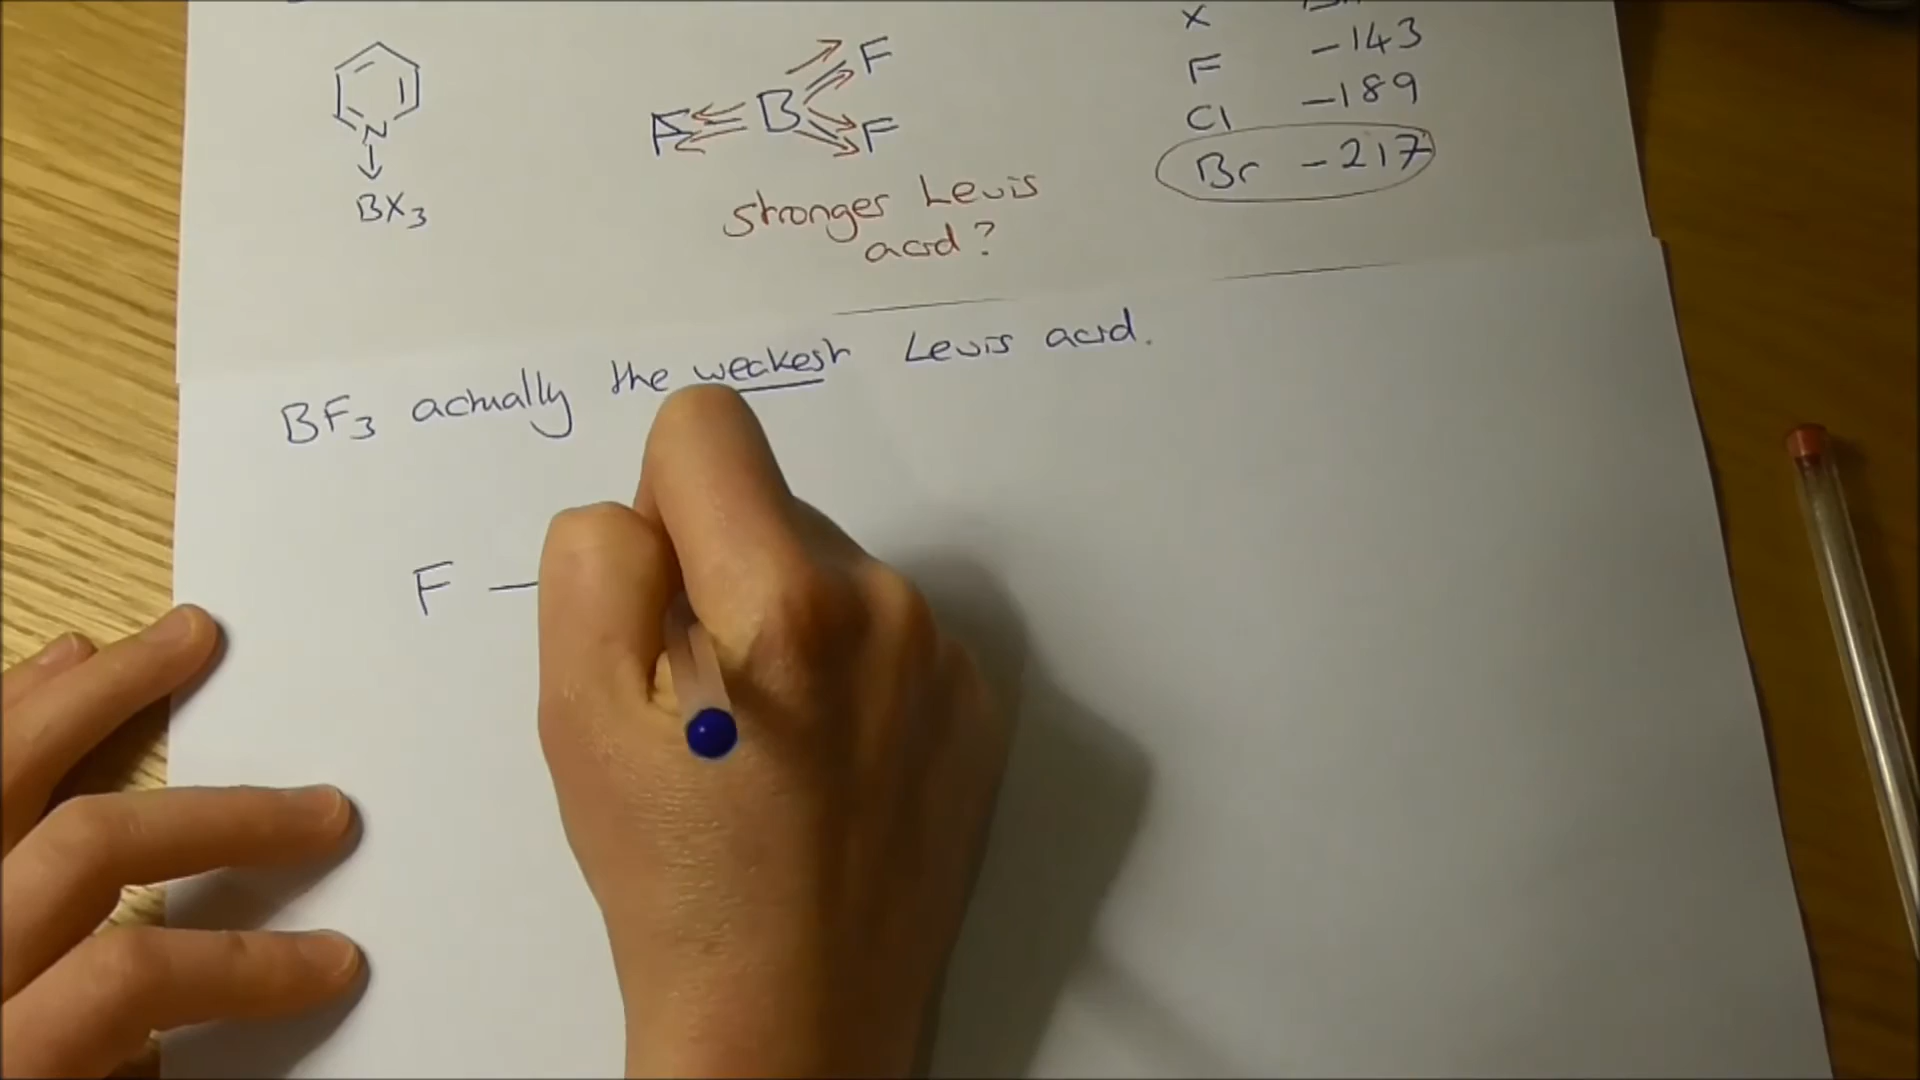 X
F -143
Cl -189
Br -217
F
F B F
N
BX3
stronger Lewis
acid?
BF3 actually the weakest Lewis acid.
F